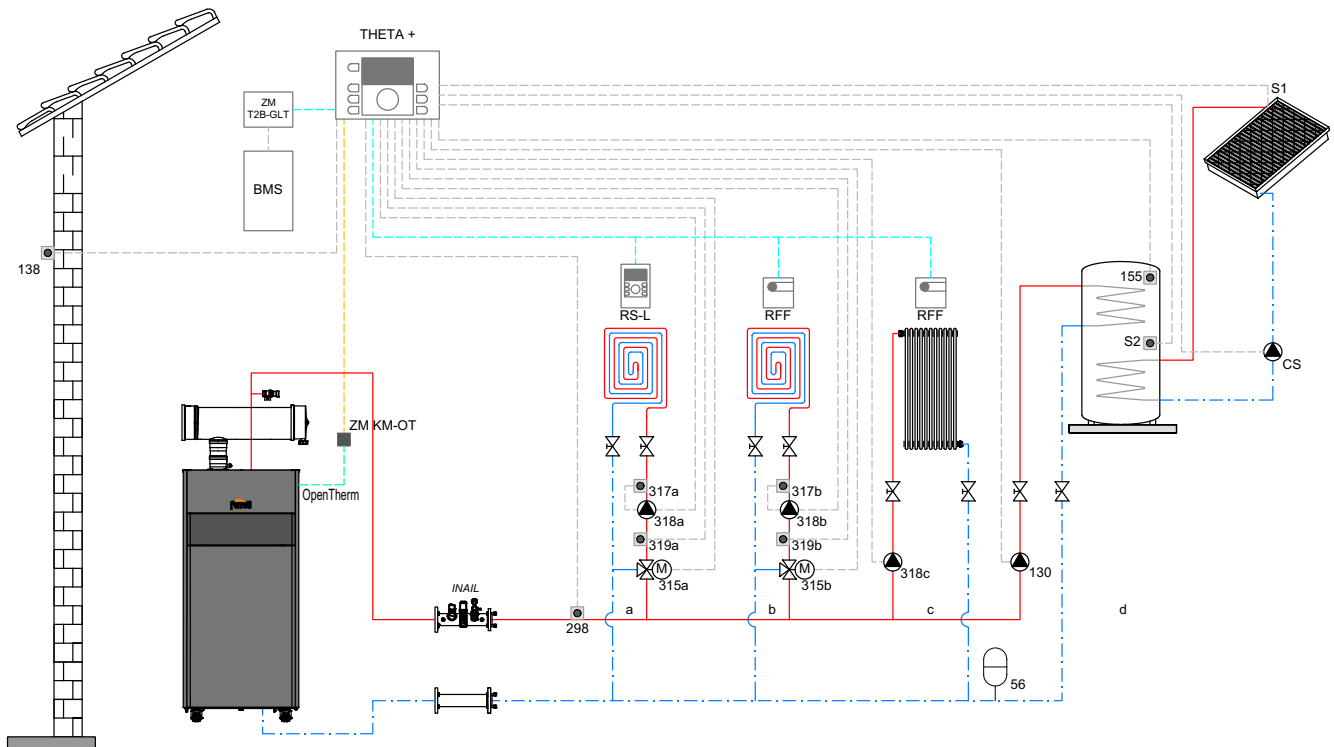 THETA +
S1
ZM
T2B-GLT
BMS
138
155
RS-L
RFF
RFF
S2
CS
ZM KM-OT
OpenTherm
317a
317b
318a
318b
319a
319b
M
M
318c
130
315a
315b
INAIL
a
b
c
d
298
56